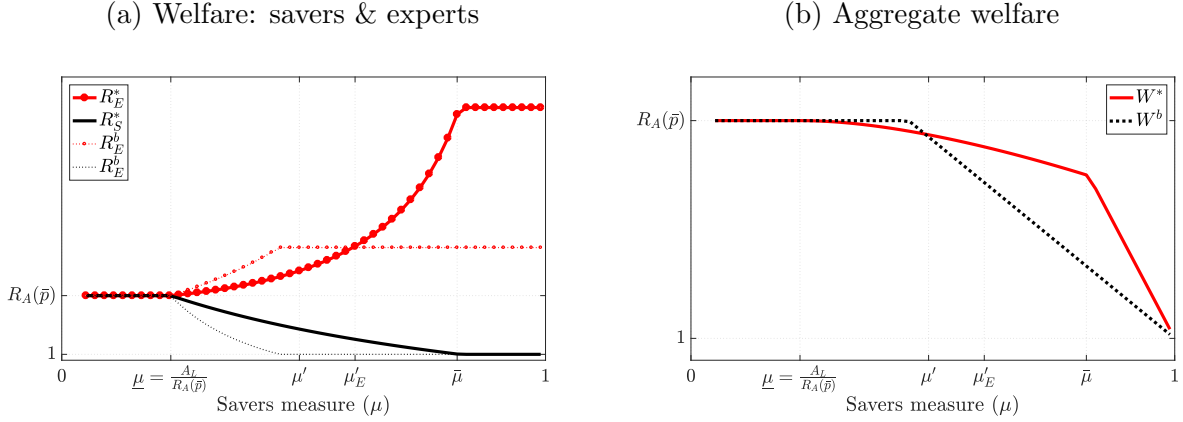 (a) Welfare: savers & experts
R*_E
R*_S
R^b_E
R^b_E
R_A(p̄)
1
0
μ̲ = A_L/R_A(p̄)
μ′
μ′_E
μ̄
1
Savers measure (μ)
(b) Aggregate welfare
W*
W^b
R_A(p̄)
1
0
μ̲ = A_L/R_A(p̄)
μ′
μ′_E
μ̄
1
Savers measure (μ)